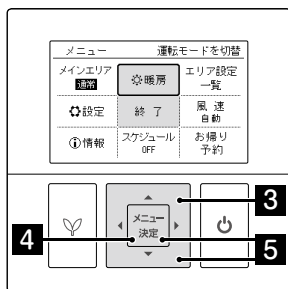 メニュー 運転モードを切替
メインエリア
通常
暖房
エリア設定
一覧
設定
終 了
風 速
自動
情報
スケジュール
OFF
お帰り
予約
3
メニュー
決定
4
5